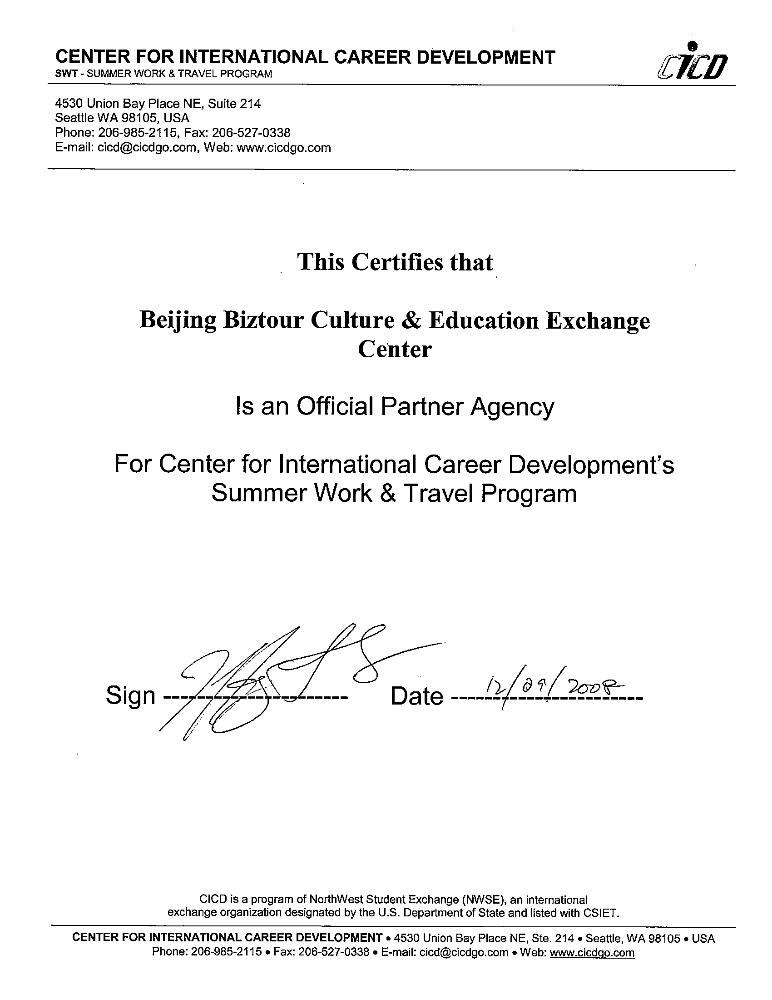 CENTER FOR INTERNATIONAL CAREER DEVELOPMENT
SWT - SUMMER WORK & TRAVEL PROGRAM
CiCD
4530 Union Bay Place NE, Suite 214
Seattle WA 98105, USA
Phone: 206-985-2115, Fax: 206-527-0338
E-mail: cicd@cicdgo.com, Web: www.cicdgo.com
This Certifies that
Beijing Biztour Culture & Education Exchange
Center
Is an Official Partner Agency
For Center for International Career Development's
Summer Work & Travel Program
Sign Date 12/09/2008
CICD is a program of NorthWest Student Exchange (NWSE), an international
exchange organization designated by the U.S. Department of State and listed with CSIET.
CENTER FOR INTERNATIONAL CAREER DEVELOPMENT • 4530 Union Bay Place NE, Ste. 214 • Seattle, WA 98105 • USA
Phone: 206-985-2115 • Fax: 206-527-0338 • E-mail: cicd@cicdgo.com • Web: www.cicdgo.com